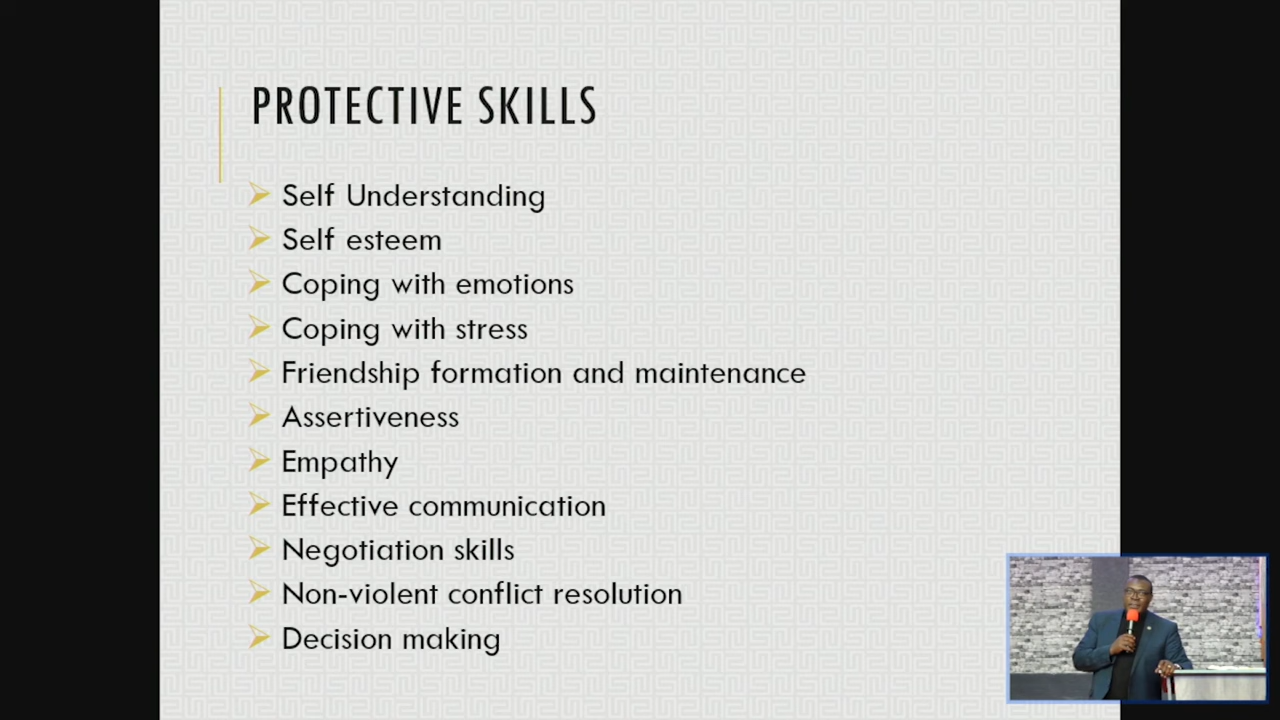 PROTECTIVE SKILLS
Self Understanding
Self esteem
Coping with emotions
Coping with stress
Friendship formation and maintenance
Assertiveness
Empathy
Effective communication
Negotiation skills
Non-violent conflict resolution
Decision making